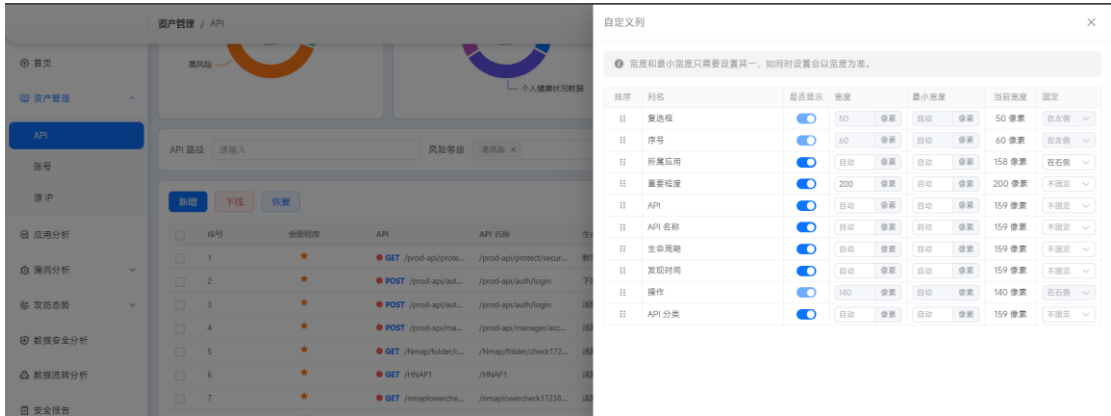 资产管理 / API
首页
资产管理
API
账号
源 IP
应用分析
漏洞分析
攻防态势
数据安全分析
数据流转分析
安全报告
高风险
个人健康状况数据
API 路径 请输入 风险等级 高风险 ×
新增 下线 恢复
序号 重要程度 API API 名称
1 GET /prod-api/prote... /prod-api/protect/secur...
2 POST /prod-api/aut... /prod-api/auth/login
3 POST /prod-api/aut... /prod-api/auth/login
4 POST /prod-api/ma... /prod-api/manager/acc...
5 GET /Nmap/folder/c... /Nmap/folder/check172...
6 GET /HNAP1 /HNAP1
7 GET /nmaplowerche... /nmaplowercheck17238...
自定义列
宽度和最小宽度只需要设置其一，如同时设置会以宽度为准。
排序 列名 是否显示 宽度 最小宽度 当前宽度 固定
复选框 50 像素 自动 像素 50 像素 在左侧
序号 60 像素 自动 像素 60 像素 在左侧
所属应用 自动 像素 自动 像素 158 像素 在右侧
重要程度 200 像素 自动 像素 200 像素 不固定
API 自动 像素 自动 像素 159 像素 不固定
API 名称 自动 像素 自动 像素 159 像素 不固定
生命周期 自动 像素 自动 像素 159 像素 不固定
发现时间 自动 像素 自动 像素 159 像素 不固定
操作 140 像素 自动 像素 140 像素 在右侧
API 分类 自动 像素 自动 像素 159 像素 不固定